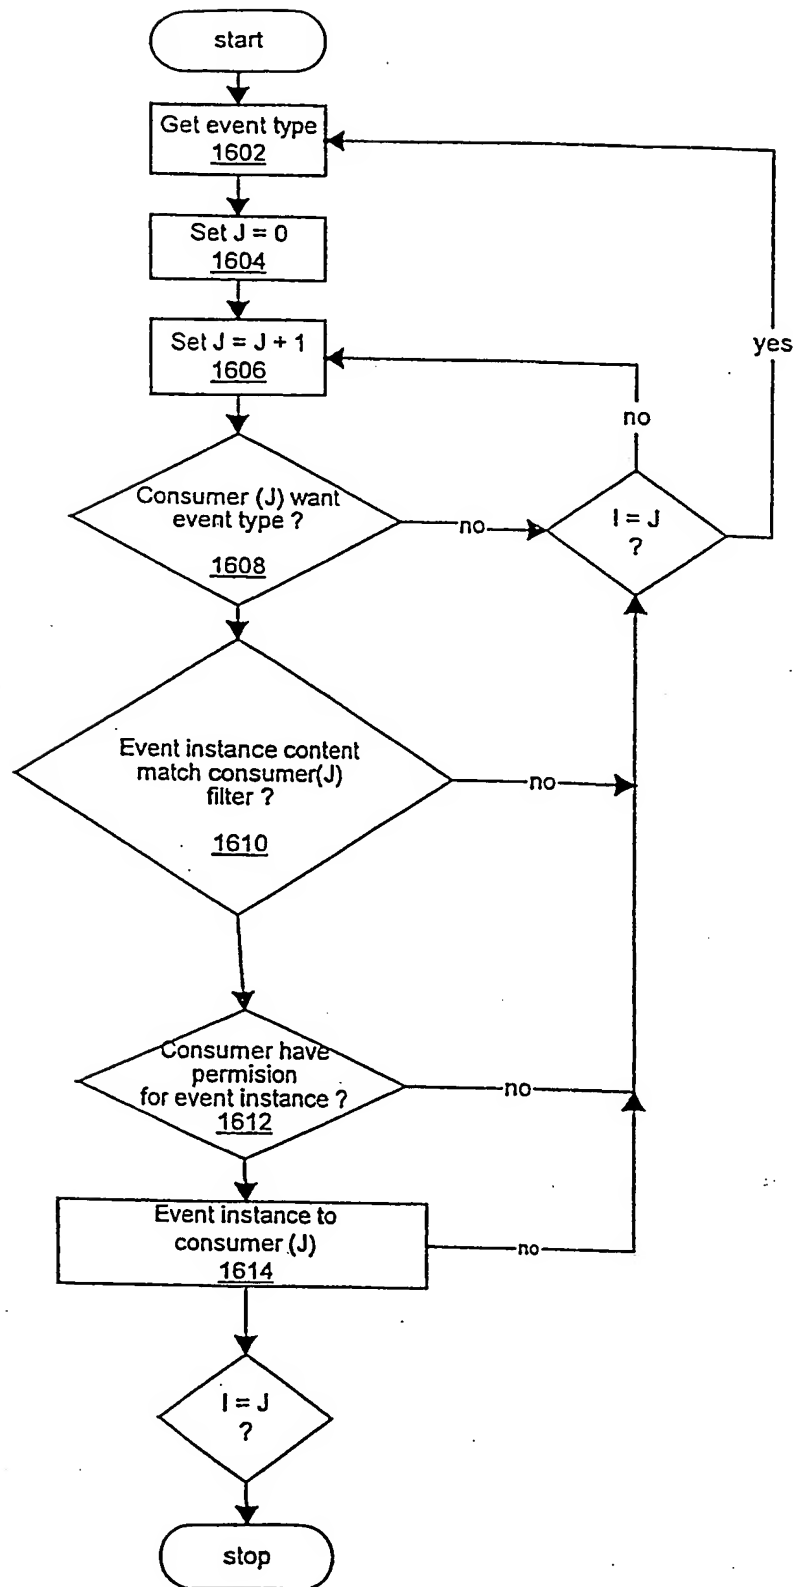 start
Get event type
1602
Set J = 0
1604
Set J = J + 1
1606
yes
no
Consumer (J) want
event type ?
1608
no
I = J
?
Event instance content
match consumer(J)
filter ?
1610
no
Consumer have
permision
for event instance ?
1612
no
Event instance to
consumer (J)
1614
no
I = J
?
stop